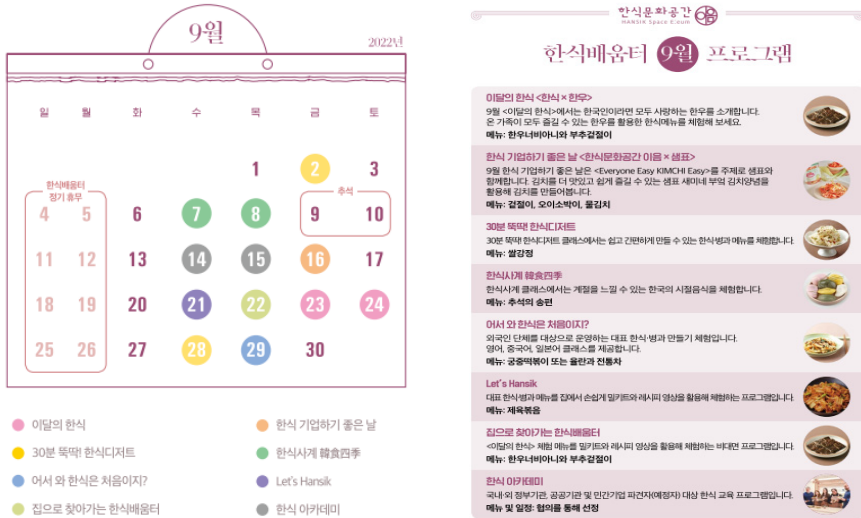 9월
2022년
일 월 화 수 목 금 토
1 2 3
한식배움터
정기 휴무
추석
4 5 6 7 8 9 10
11 12 13 14 15 16 17
18 19 20 21 22 23 24
25 26 27 28 29 30
이달의 한식
한식 기업하기 좋은 날
30분 뚝딱! 한식디저트
한식사계 韓食四季
어서 와 한식은 처음이지?
Let's Hansik
집으로 찾아가는 한식배움터
한식 아카데미
한식문화공간 이음
HANSIK Space E:eum
한식배움터 9월 프로그램
이달의 한식 <한식 × 한우>
9월 <이달의 한식>에서는 한국인이라면 모두 사랑하는 한우를 소개합니다.
온 가족이 모두 즐길 수 있는 한우를 활용한 한식메뉴를 체험해 보세요.
메뉴: 한우너비아니와 부추겉절이
한식 기업하기 좋은 날 <한식문화공간 이음 × 샘표>
9월 한식 기업하기 좋은 날은 <Everyone Easy KIMCHI Easy>를 주제로 샘표와
함께합니다. 김치를 더 맛있고 쉽게 즐길 수 있는 샘표 새미네 부엌 김치양념을
활용해 김치를 만들어봅니다.
메뉴: 겉절이, 오이소박이, 물김치
30분 뚝딱! 한식디저트
30분 뚝딱! 한식디저트 클래스에서는 쉽고 간편하게 만들 수 있는 한식 병과 메뉴를 체험합니다.
메뉴: 쌀강정
한식사계 韓食四季
한식사계 클래스에서는 계절을 느낄 수 있는 한국의 시절음식을 체험합니다.
메뉴: 추석의 송편
어서 와 한식은 처음이지?
외국인 단체를 대상으로 운영하는 대표 한식·병과 만들기 체험입니다.
영어, 중국어, 일본어 클래스를 제공합니다.
메뉴: 궁중떡볶이 또는 율란과 전통차
Let's Hansik
대표 한식·병과 메뉴를 집에서 손쉽게 밀키트와 레시피 영상을 활용해 체험하는 프로그램입니다.
메뉴: 제육볶음
집으로 찾아가는 한식배움터
<이달의 한식> 체험 메뉴를 밀키트와 레시피 영상을 활용해 체험하는 비대면 프로그램입니다.
메뉴: 한우너비아니와 부추겉절이
한식 아카데미
국내·외 정부기관, 공공기관 및 민간기업 파견자(예정자) 대상 한식 교육 프로그램입니다.
메뉴 및 일정: 협의를 통해 선정